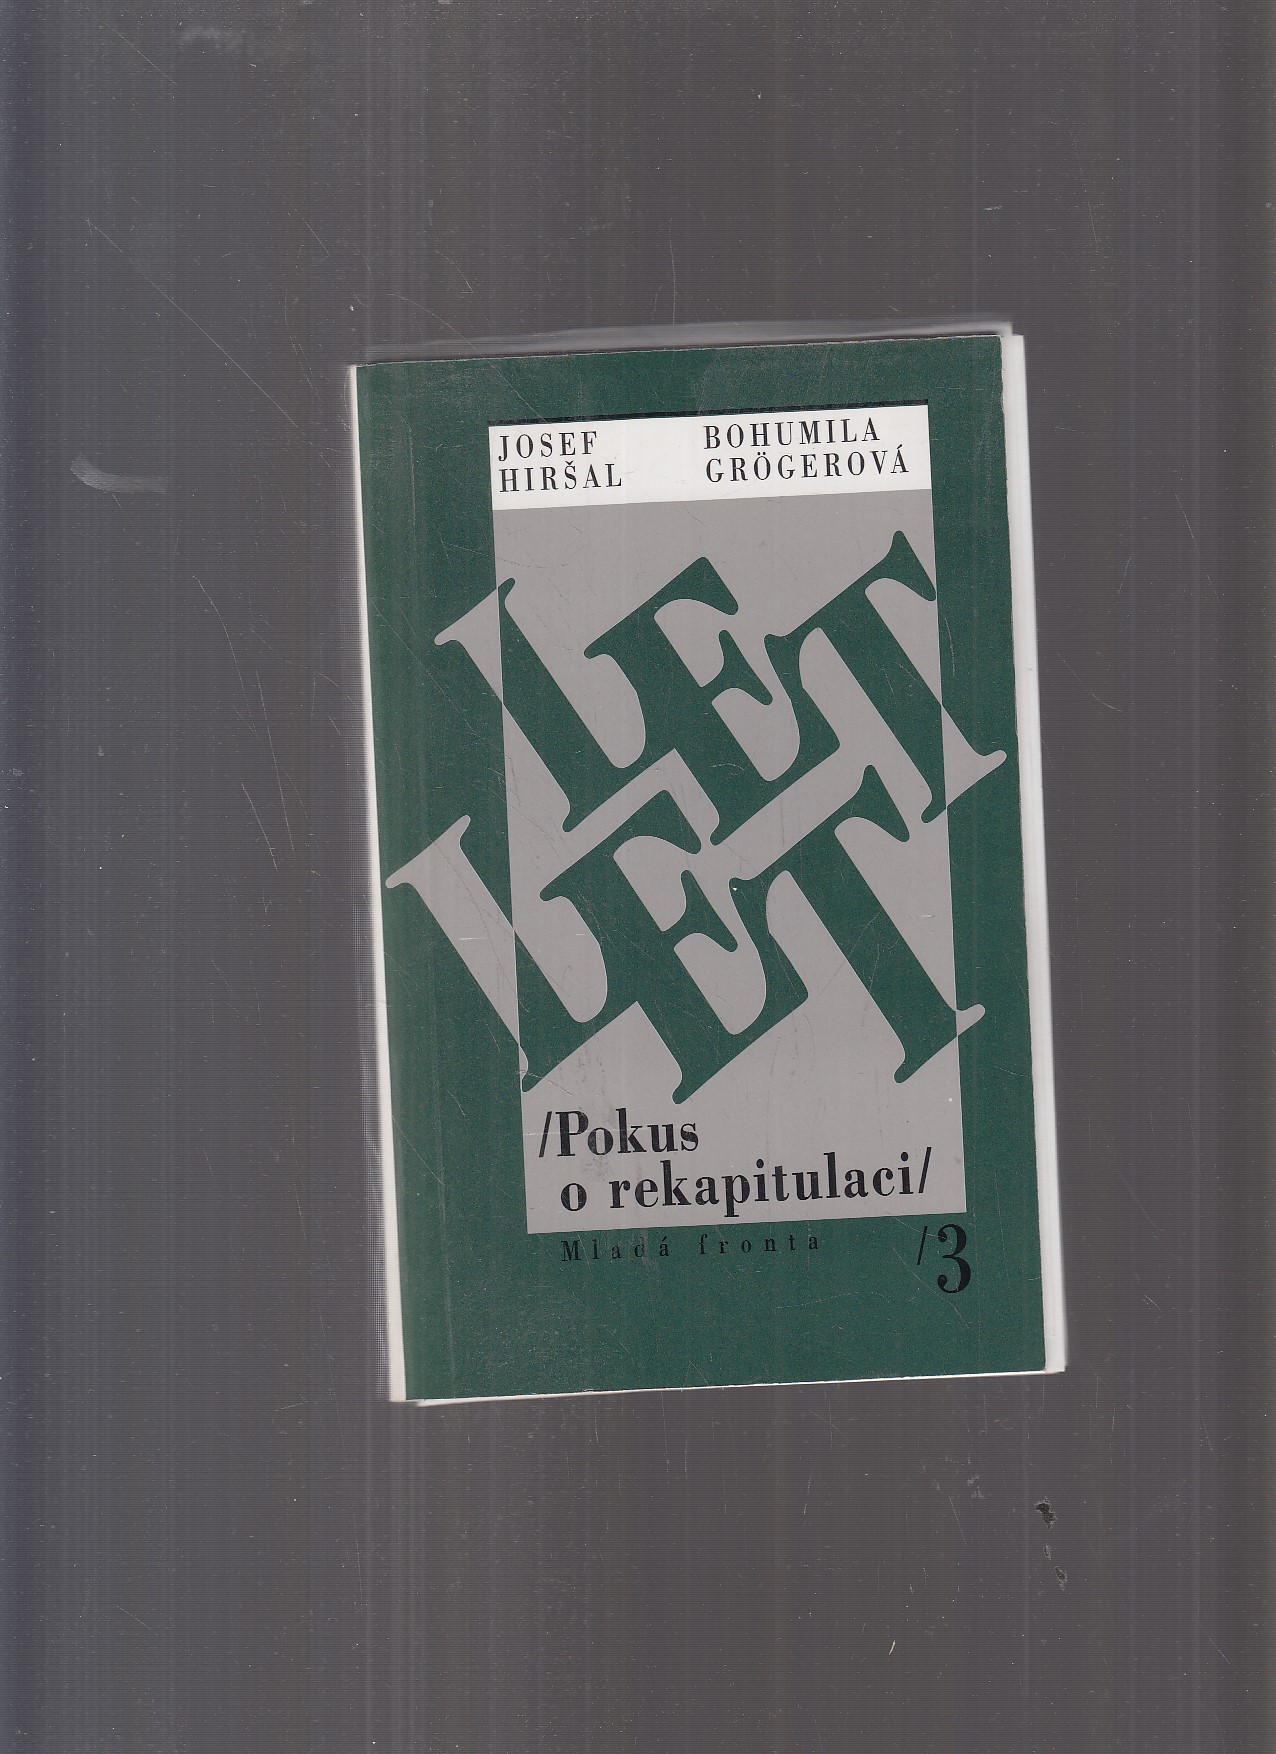 JOSEF
HIRŠAL
BOHUMILA
GRÖGEROVÁ
LET
LET
/Pokus
o rekapitulaci/
Mladá fronta
/3